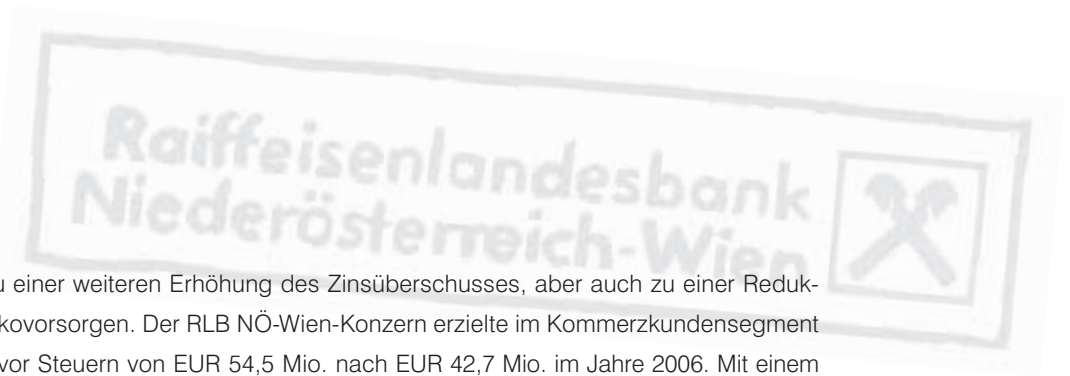 Raiffeisenlandesbank
Niederösterreich-Wien
einer weiteren Erhöhung des Zinsüberschusses, aber auch zu einer Reduk-
kovorsorgen. Der RLB NÖ-Wien-Konzern erzielte im Kommerzkundensegment
vor Steuern von EUR 54,5 Mio. nach EUR 42,7 Mio. im Jahre 2006. Mit einem